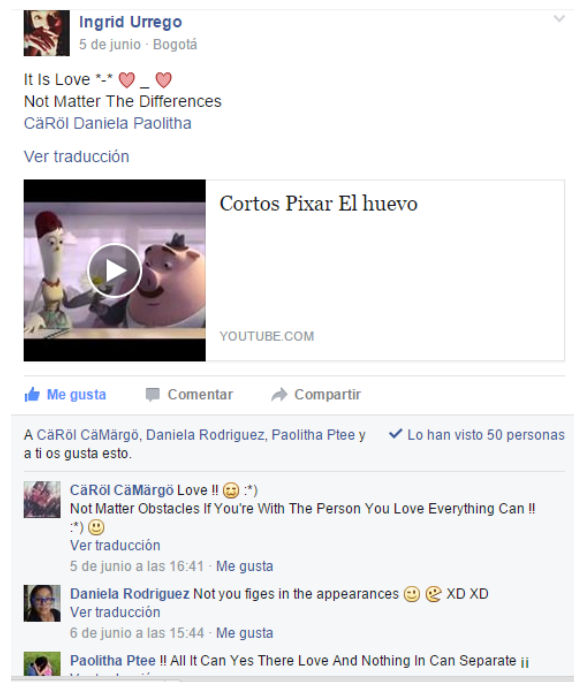 Ingrid Urrego
5 de junio · Bogotá
It Is Love *-* _
Not Matter The Differences
CäRöl Daniela Paolitha
Ver traducción
Cortos Pixar El huevo
YOUTUBE.COM
Me gusta Comentar Compartir
A CäRöl CäMärgö, Daniela Rodriguez, Paolitha Ptee y
a ti os gusta esto.
Lo han visto 50 personas
CäRöl CäMärgö Love !! :*)
Not Matter Obstacles If You're With The Person You Love Everything Can !!
:*)
Ver traducción
5 de junio a las 16:41 · Me gusta
Daniela Rodriguez Not you figes in the appearances XD XD
Ver traducción
6 de junio a las 15:44 · Me gusta
Paolitha Ptee !! All It Can Yes There Love And Nothing In Can Separate ¡¡